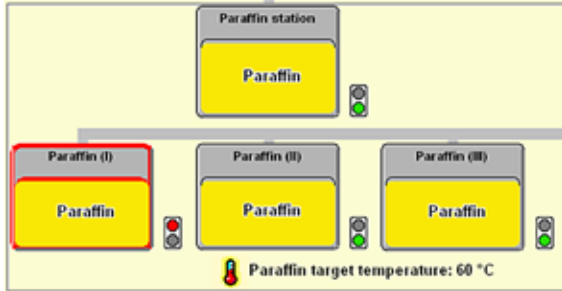 Paraffin station
Paraffin
Paraffin (I)
Paraffin (II)
Paraffin (III)
Paraffin
Paraffin
Paraffin
Paraffin target temperature: 60 °C